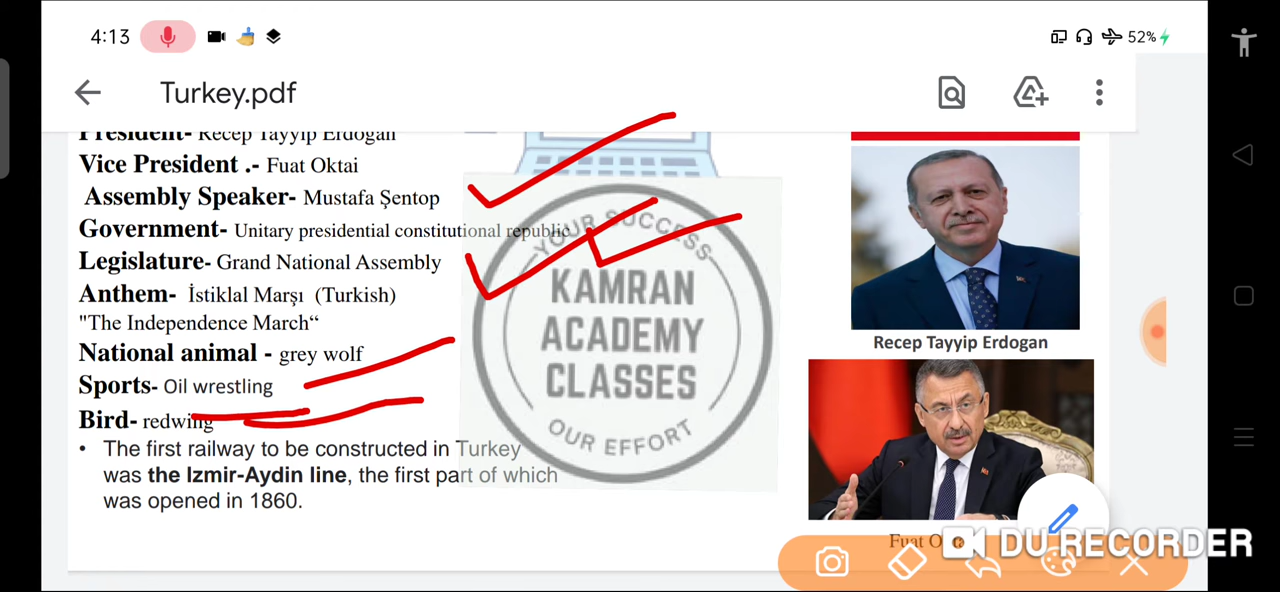 4:13
52%
Turkey.pdf
President- Recep Tayyip Erdogan
Vice President .- Fuat Oktai
Assembly Speaker- Mustafa Şentop
Government- Unitary presidential constitutional republic
Legislature- Grand National Assembly
Anthem- İstiklal Marşı (Turkish)
"The Independence March“
National animal - grey wolf
Sports- Oil wrestling
Bird- redwing
• The first railway to be constructed in Turkey
was the Izmir-Aydin line, the first part of which
was opened in 1860.
YOUR SUCCESS
KAMRAN
ACADEMY
CLASSES
OUR EFFORT
Recep Tayyip Erdogan
Fuat
DU RECORDER